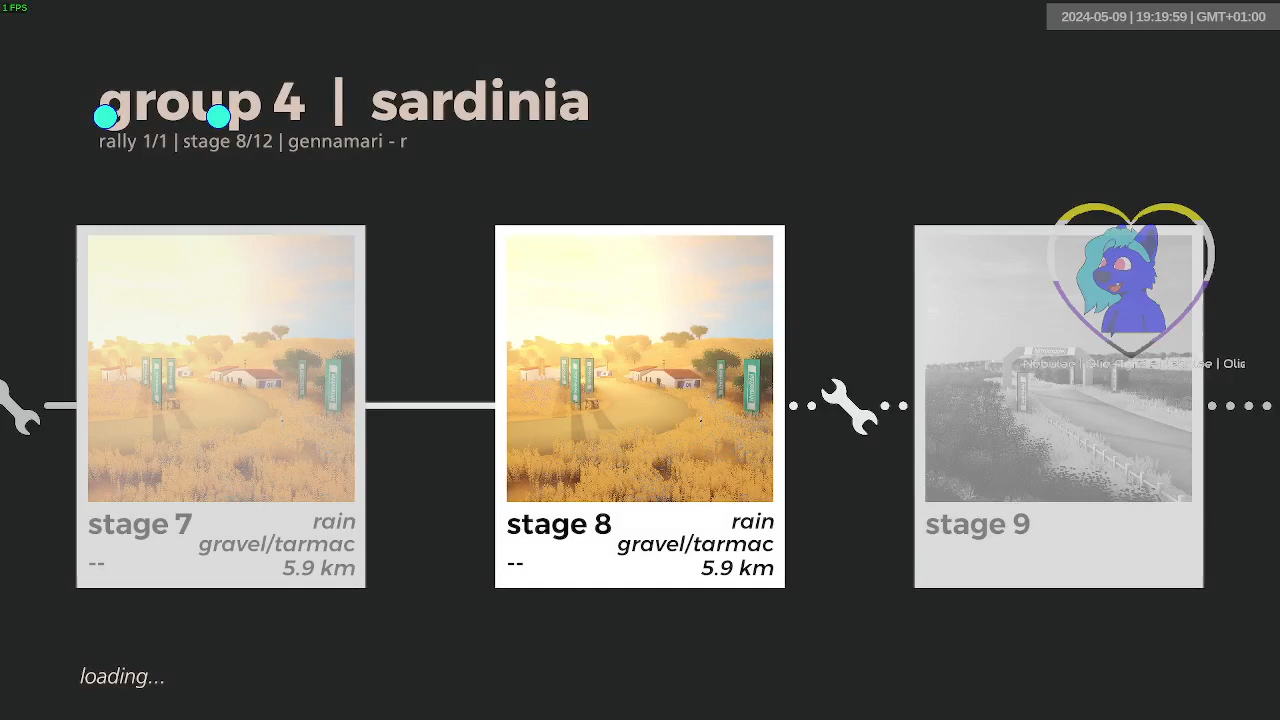 1 FPS
2024-05-09 | 19:19:59 | GMT+01:00
group 4 | sardinia
rally 1/1 | stage 8/12 | gennamari - r
stage 7
rain
gravel/tarmac
5.9 km
--
stage 8
rain
gravel/tarmac
5.9 km
--
stage 9
loading...